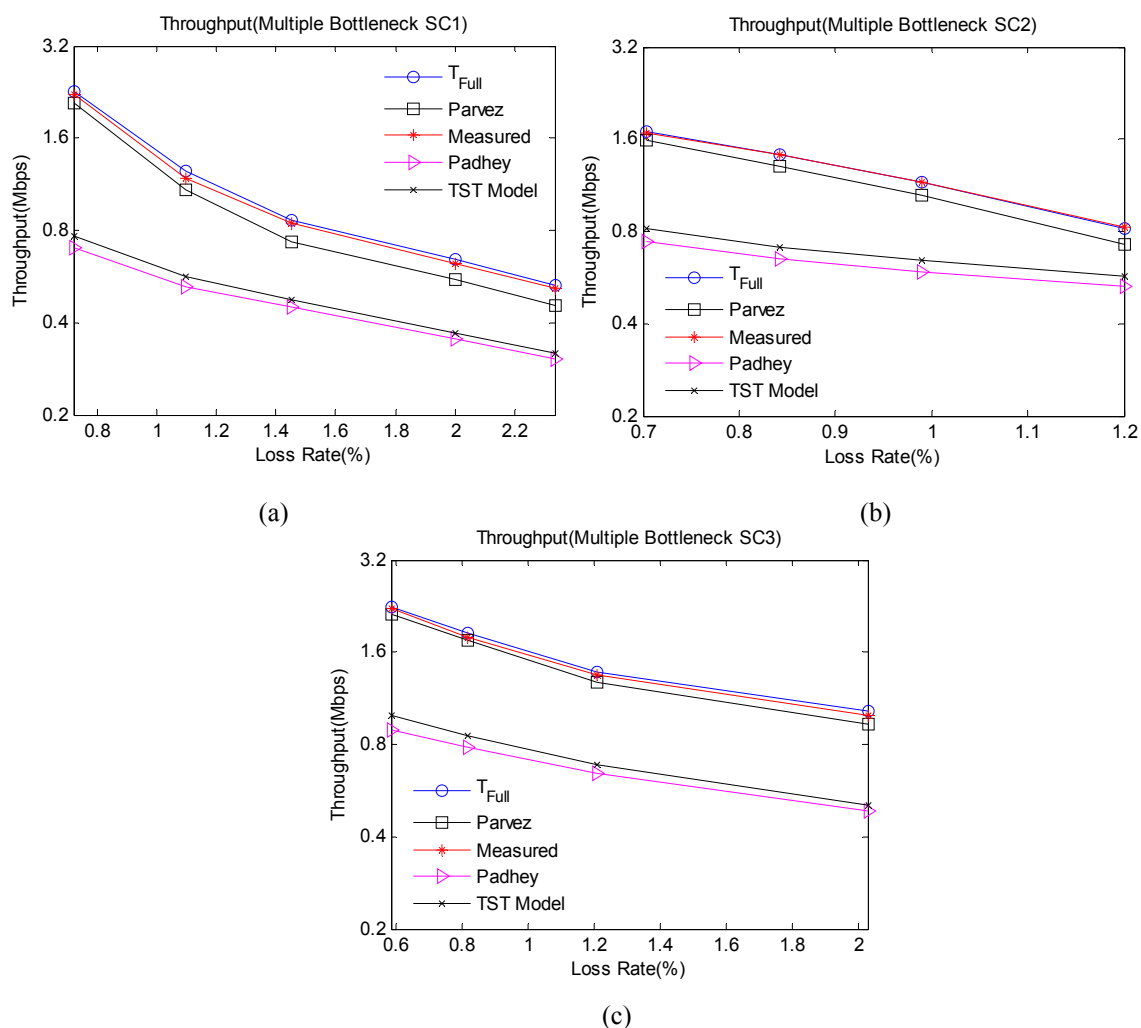 Throughput(Multiple Bottleneck SC1)
3.2
1.6
0.8
0.4
0.2
Throughput(Mbps)
T_Full
Parvez
Measured
Padhey
TST Model
0.8 1 1.2 1.4 1.6 1.8 2 2.2
Loss Rate(%)
(a)
Throughput(Multiple Bottleneck SC2)
3.2
1.6
0.8
0.4
0.2
Throughput(Mbps)
T_Full
Parvez
Measured
Padhey
TST Model
0.7 0.8 0.9 1 1.1 1.2
Loss Rate(%)
(b)
Throughput(Multiple Bottleneck SC3)
3.2
1.6
0.8
0.4
0.2
Throughput(Mbps)
T_Full
Parvez
Measured
Padhey
TST Model
0.6 0.8 1 1.2 1.4 1.6 1.8 2
Loss Rate(%)
(c)